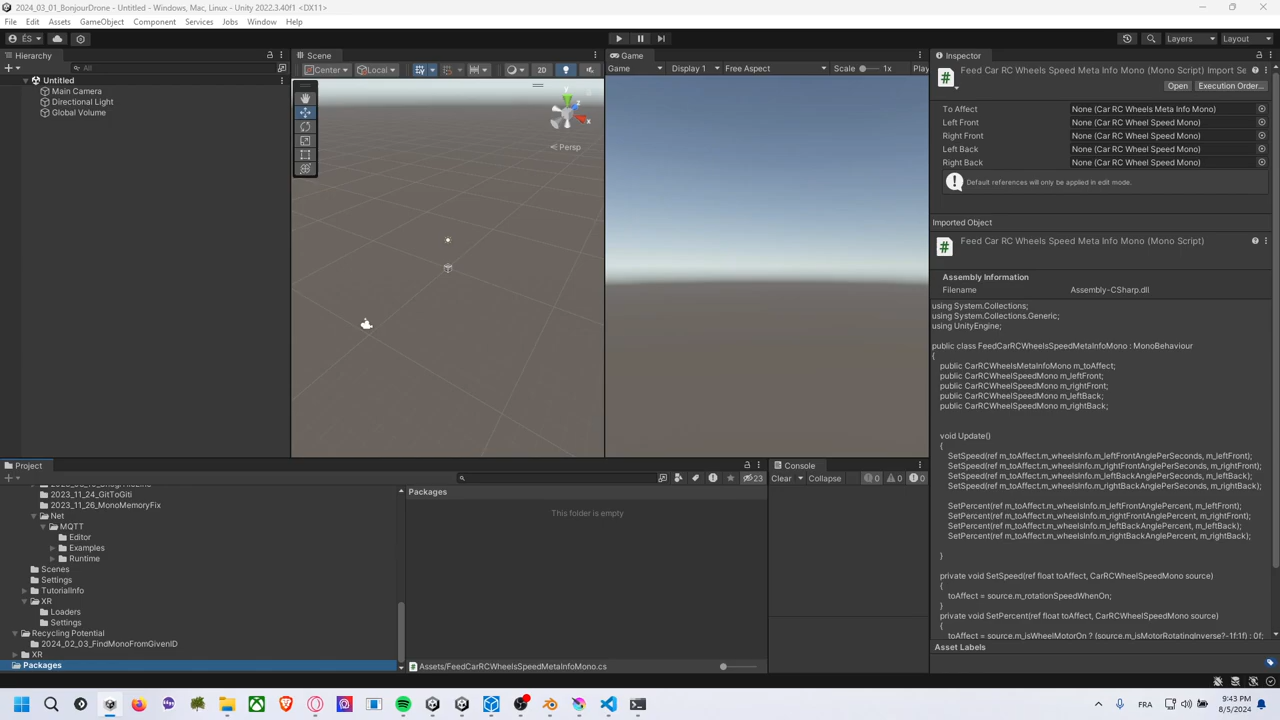 2024_03_01_BonjourDrone - Untitled - Windows, Mac, Linux - Unity 2022.3.40f1 <DX11>
File Edit Assets GameObject Component Services Jobs Window Help
ÉS
Layers
Layout
Hierarchy
All
Untitled
Main Camera
Directional Light
Global Volume
Scene
Center
Local
2D
y
z
x
Persp
Game
Game
Display 1
Free Aspect
Scale
1x
Play
Inspector
Feed Car RC Wheels Speed Meta Info Mono (Mono Script) Import S
Open
Execution Order...
To Affect None (Car RC Wheels Meta Info Mono)
Left Front None (Car RC Wheel Speed Mono)
Right Front None (Car RC Wheel Speed Mono)
Left Back None (Car RC Wheel Speed Mono)
Right Back None (Car RC Wheel Speed Mono)
Default references will only be applied in edit mode.
Imported Object
Feed Car RC Wheels Speed Meta Info Mono (Mono Script)
Assembly Information
Filename Assembly-CSharp.dll
using System.Collections;
using System.Collections.Generic;
using UnityEngine;
public class FeedCarRCWheelsSpeedMetaInfoMono : MonoBehaviour
{
public CarRCWheelsMetaInfoMono m_toAffect;
public CarRCWheelSpeedMono m_leftFront;
public CarRCWheelSpeedMono m_rightFront;
public CarRCWheelSpeedMono m_leftBack;
public CarRCWheelSpeedMono m_rightBack;
void Update()
{
SetSpeed(ref m_toAffect.m_wheelsInfo.m_leftFrontAnglePerSeconds, m_leftFront);
SetSpeed(ref m_toAffect.m_wheelsInfo.m_rightFrontAnglePerSeconds, m_rightFront);
SetSpeed(ref m_toAffect.m_wheelsInfo.m_leftBackAnglePerSeconds, m_leftBack);
SetSpeed(ref m_toAffect.m_wheelsInfo.m_rightBackAnglePerSeconds, m_rightBack);
SetPercent(ref m_toAffect.m_wheelsInfo.m_leftFrontAnglePercent, m_leftFront);
SetPercent(ref m_toAffect.m_wheelsInfo.m_rightFrontAnglePercent, m_rightFront);
SetPercent(ref m_toAffect.m_wheelsInfo.m_leftBackAnglePercent, m_leftBack);
SetPercent(ref m_toAffect.m_wheelsInfo.m_rightBackAnglePercent, m_rightBack);
}
private void SetSpeed(ref float toAffect, CarRCWheelSpeedMono source)
{
toAffect = source.m_rotationSpeedWhenOn;
}
private void SetPercent(ref float toAffect, CarRCWheelSpeedMono source)
{
toAffect = source.m_isWheelMotorOn ? (source.m_isMotorRotatingInverse?-1f:1f) : 0f;
Asset Labels
Project
2023_11_24_GitToGiti
2023_11_26_MonoMemoryFix
Net
MQTT
Editor
Examples
Runtime
Scenes
Settings
TutorialInfo
XR
Loaders
Settings
Recycling Potential
2024_02_03_FindMonoFromGivenID
XR
Packages
23
Packages
This folder is empty
Assets/FeedCarRCWheelsSpeedMetaInfoMono.cs
Console
Clear
Collapse
0
0
0
FRA
9:43 PM
8/5/2024